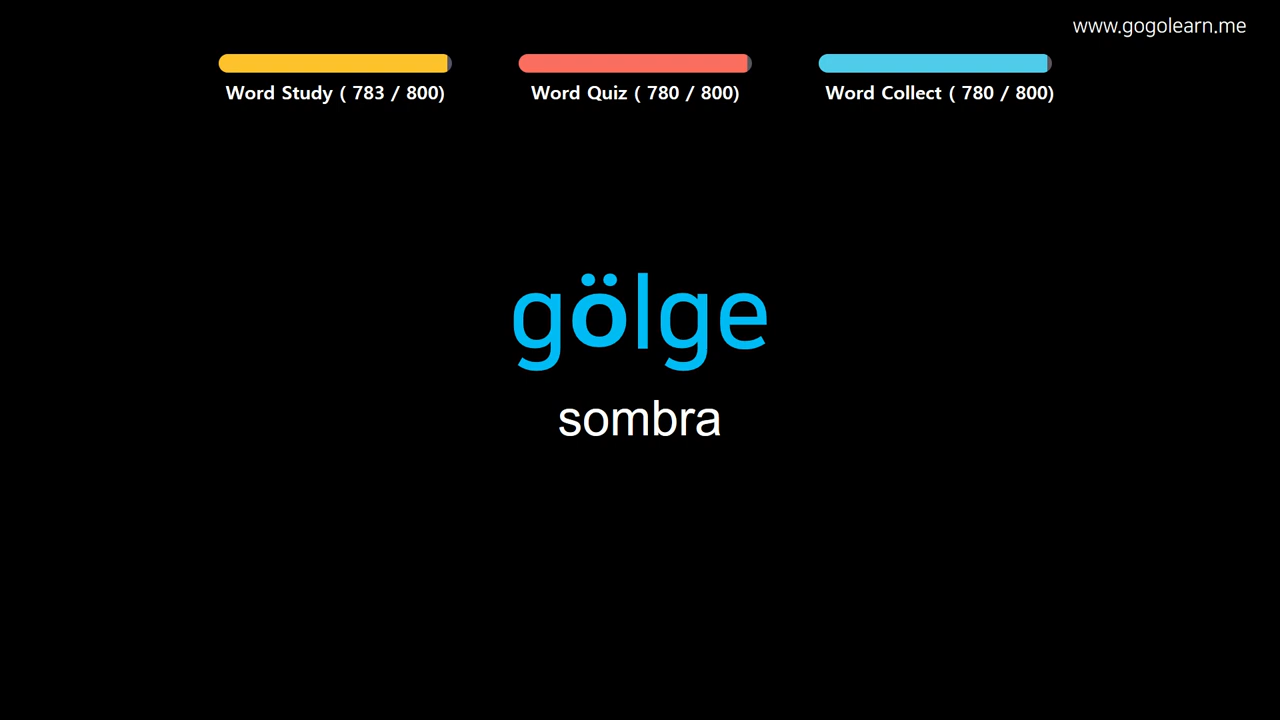 www.gogolearn.me
Word Study ( 783 / 800)
Word Quiz ( 780 / 800)
Word Collect ( 780 / 800)
gölge
sombra